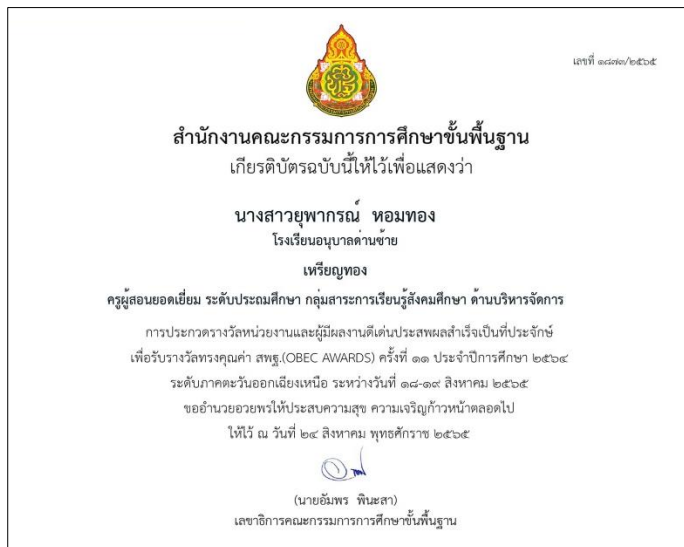 เลขที่ ๑๘๗๓/๒๕๖๕
สำนักงานคณะกรรมการการศึกษาขั้นพื้นฐาน
เกียรติบัตรฉบับนี้ให้ไว้เพื่อแสดงว่า
นางสาวยุพากรณ์ หอมทอง
โรงเรียนอนุบาลด่านซ้าย
เหรียญทอง
ครูผู้สอนยอดเยี่ยม ระดับประถมศึกษา กลุ่มสาระการเรียนรู้สังคมศึกษา ด้านบริหารจัดการ
การประกวดรางวัลหน่วยงานและผู้มีผลงานดีเด่นประสพผลสำเร็จเป็นที่ประจักษ์
เพื่อรับรางวัลทรงคุณค่า สพฐ.(OBEC AWARDS) ครั้งที่ ๑๑ ประจำปีการศึกษา ๒๕๖๔
ระดับภาคตะวันออกเฉียงเหนือ ระหว่างวันที่ ๑๘-๑๙ สิงหาคม ๒๕๖๕
ขออำนวยอวยพรให้ประสบความสุข ความเจริญก้าวหน้าตลอดไป
ให้ไว้ ณ วันที่ ๒๔ สิงหาคม พุทธศักราช ๒๕๖๕
(นายอัมพร พินะสา)
เลขาธิการคณะกรรมการการศึกษาขั้นพื้นฐาน